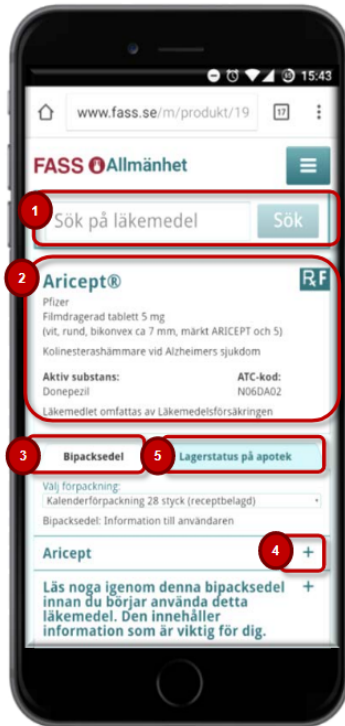 15:43
www.fass.se/m/produkt/19
17
FASS Allmänhet
1
Sök på läkemedel
Sök
2
Aricept®
RF
Pfizer
Filmdragerad tablett 5 mg
(vit, rund, bikonvex ca 7 mm, märkt ARICEPT och 5)
Kolinesterashämmare vid Alzheimers sjukdom
Aktiv substans: ATC-kod:
Donepezil N06DA02
Läkemedlet omfattas av Läkemedelsförsäkringen
3 Bipacksedel 5 Lagerstatus på apotek
Välj förpackning:
Kalenderförpackning 28 styck (receptbelagd)
Bipacksedel: Information till användaren
Aricept 4 +
Läs noga igenom denna bipacksedel +
innan du börjar använda detta
läkemedel. Den innehåller
information som är viktig för dig.